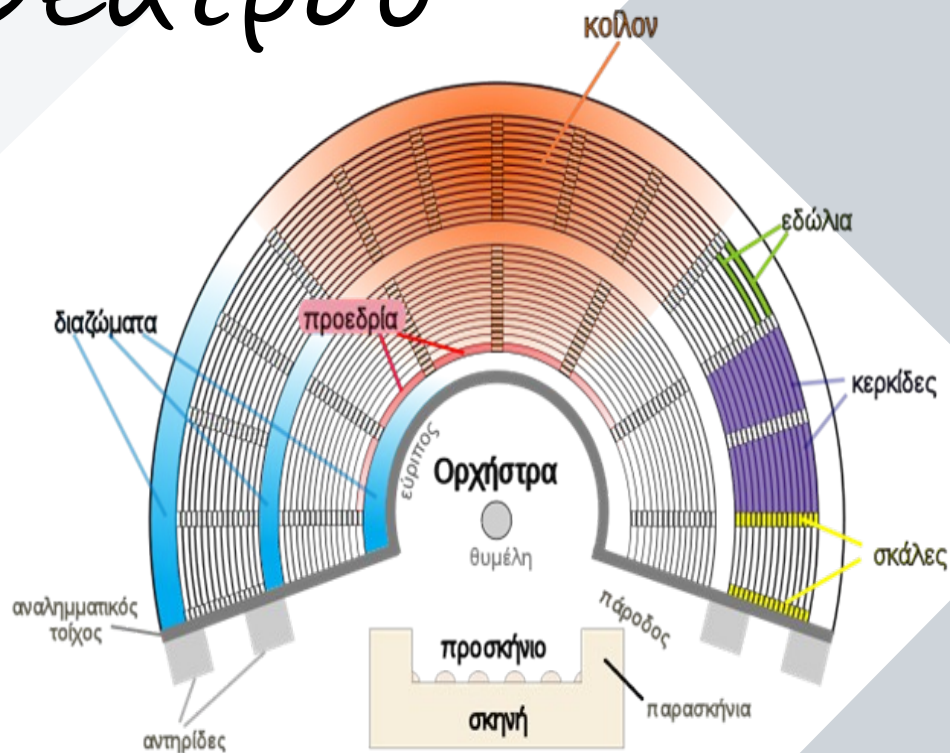 κοίλον
εδώλια
προεδρία
διαζώματα
κερκίδες
εύριπος
Ορχήστρα
θυμέλη
σκάλες
αναλημματικός
τοίχος
πάροδος
προσκήνιο
παρασκήνια
σκηνή
αντηρίδες